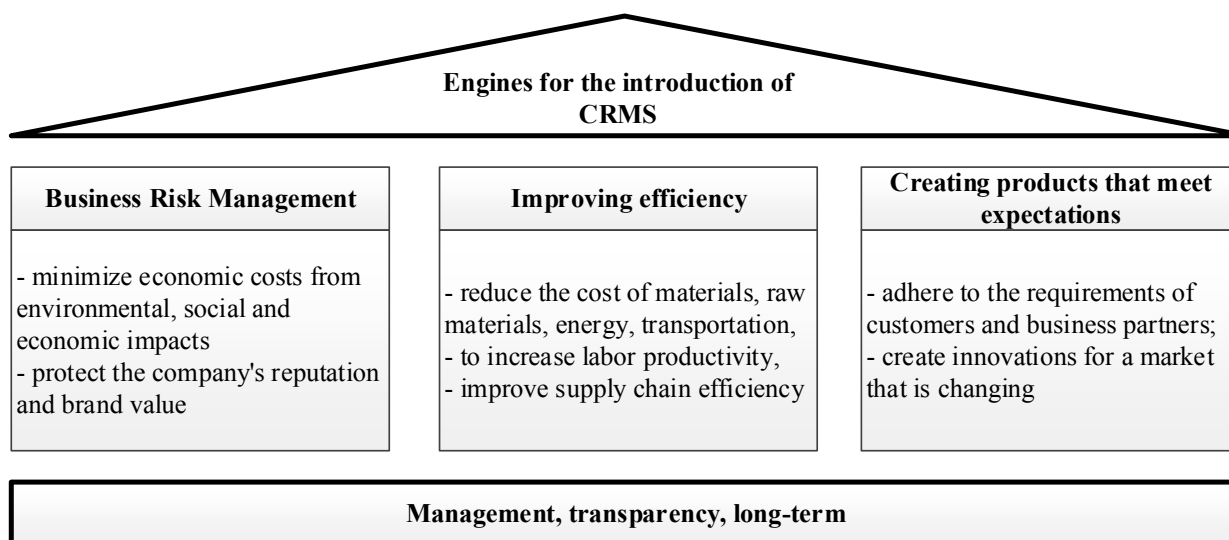 Engines for the introduction of
CRMS
Business Risk Management
- minimize economic costs from
environmental, social and
economic impacts
- protect the company's reputation
and brand value
Improving efficiency
- reduce the cost of materials, raw
materials, energy, transportation,
- to increase labor productivity,
- improve supply chain efficiency
Creating products that meet
expectations
- adhere to the requirements of
customers and business partners;
- create innovations for a market
that is changing
Management, transparency, long-term